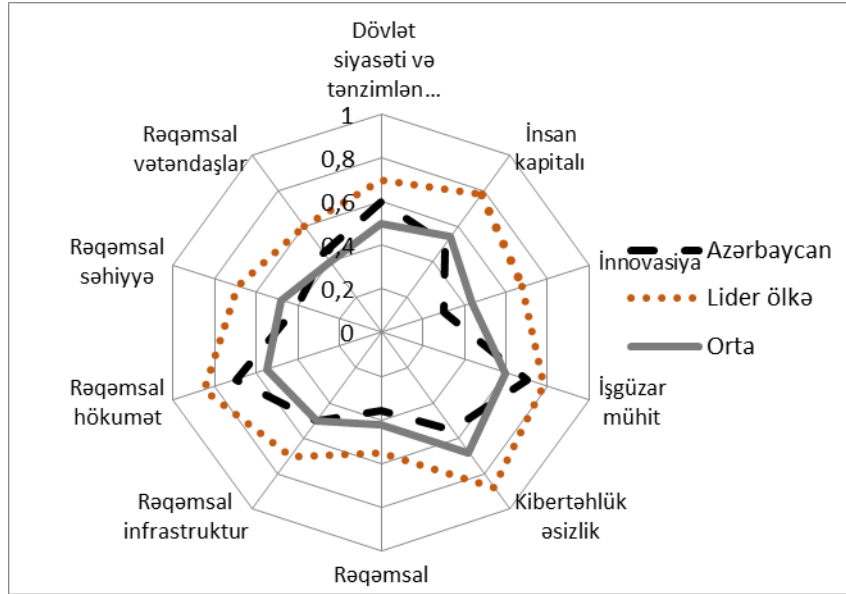 Dövlət
siyasəti və
tənzimlən...
İnsan
kapitalı
İnnovasiya
İşgüzar
mühit
Kibertəhlük
əsizlik
Rəqəmsal
Rəqəmsal
infrastruktur
Rəqəmsal
hökumət
Rəqəmsal
səhiyyə
Rəqəmsal
vətəndaşlar
1
0,8
0,6
0,4
0,2
0
Azərbaycan
Lider ölkə
Orta